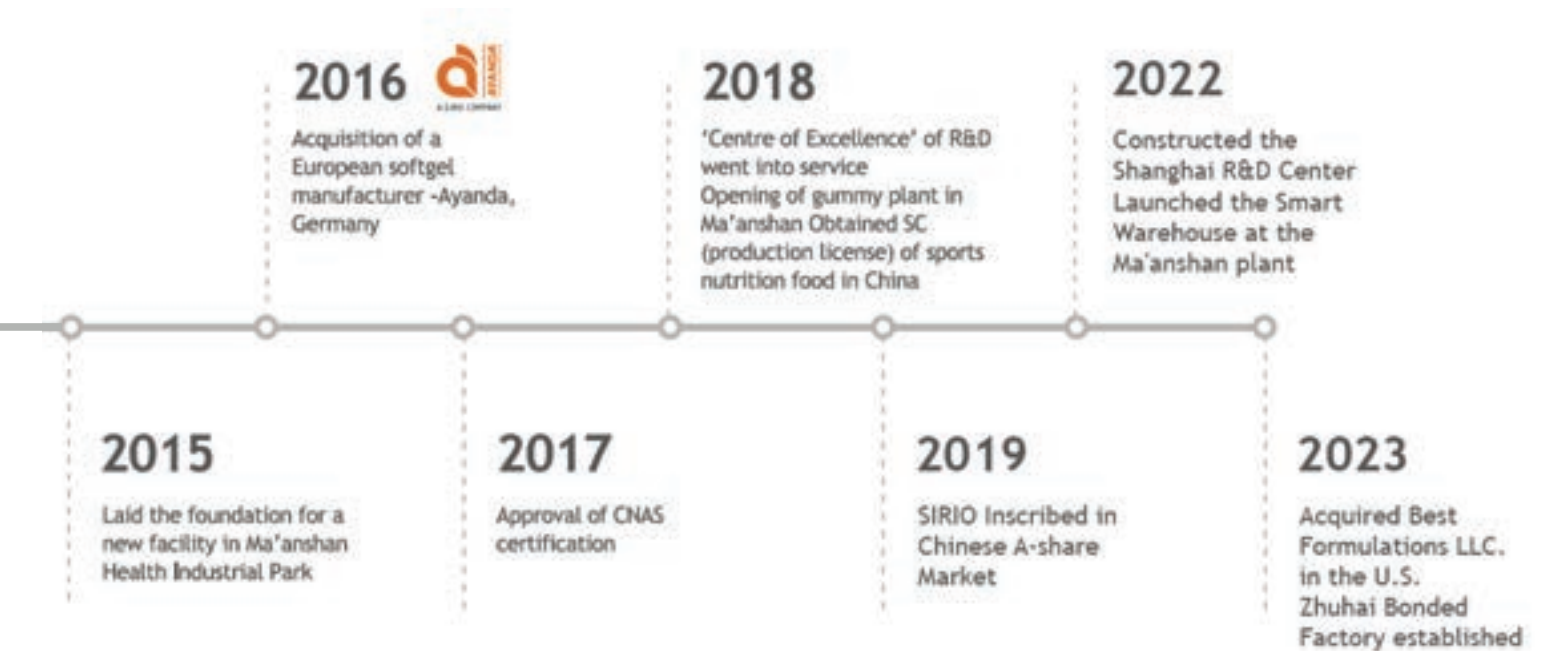 2016
AYANDA
Acquisition of a
European softgel
manufacturer -Ayanda,
Germany
2018
‘Centre of Excellence’ of R&D
went into service
Opening of gummy plant in
Ma’anshan Obtained SC
(production license) of sports
nutrition food in China
2022
Constructed the
Shanghai R&D Center
Launched the Smart
Warehouse at the
Ma'anshan plant
2015
Laid the foundation for a
new facility in Ma’anshan
Health Industrial Park
2017
Approval of CNAS
certification
2019
SIRIO Inscribed in
Chinese A-share
Market
2023
Acquired Best
Formulations LLC.
in the U.S.
Zhuhai Bonded
Factory established